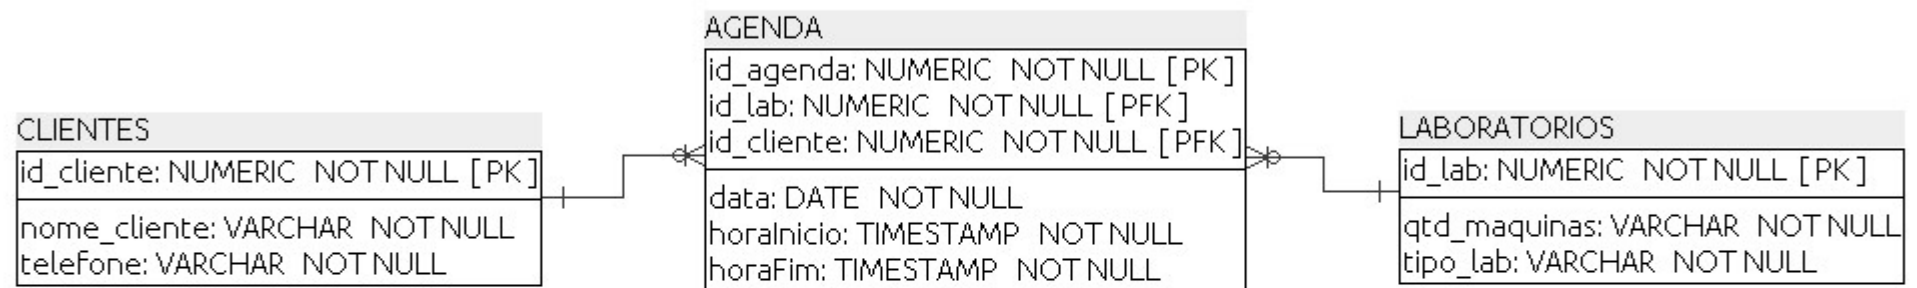 CLIENTES
id_cliente: NUMERIC NOT NULL [ PK ]
nome_cliente: VARCHAR NOT NULL
telefone: VARCHAR NOT NULL
AGENDA
id_agenda: NUMERIC NOT NULL [ PK ]
id_lab: NUMERIC NOT NULL [ PFK ]
id_cliente: NUMERIC NOT NULL [ PFK ]
data: DATE NOT NULL
horaInicio: TIMESTAMP NOT NULL
horaFim: TIMESTAMP NOT NULL
LABORATORIOS
id_lab: NUMERIC NOT NULL [ PK ]
qtd_maquinas: VARCHAR NOT NULL
tipo_lab: VARCHAR NOT NULL